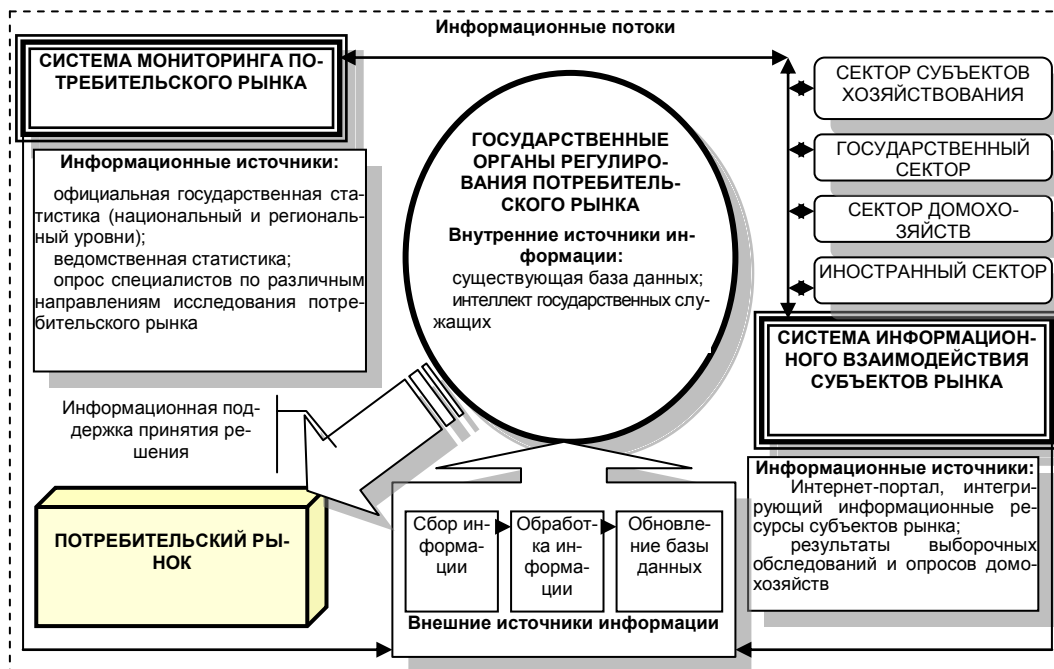 Информационные потоки
СИСТЕМА МОНИТОРИНГА ПО-
ТРЕБИТЕЛЬСКОГО РЫНКА
Информационные источники:
официальная государственная ста-
тистика (национальный и региональ-
ный уровни);
ведомственная статистика;
опрос специалистов по различным
направлениям исследования потре-
бительского рынка
ГОСУДАРСТВЕННЫЕ
ОРГАНЫ РЕГУЛИРО-
ВАНИЯ ПОТРЕБИТЕЛЬ-
СКОГО РЫНКА
Внутренние источники ин-
формации:
существующая база данных;
интеллект государственных слу-
жащих
СЕКТОР СУБЪЕКТОВ
ХОЗЯЙСТВОВАНИЯ
ГОСУДАРСТВЕННЫЙ
СЕКТОР
СЕКТОР ДОМОХО-
ЗЯЙСТВ
ИНОСТРАННЫЙ СЕКТОР
СИСТЕМА ИНФОРМАЦИОН-
НОГО ВЗАИМОДЕЙСТВИЯ
СУБЪЕКТОВ РЫНКА
Информационные источники:
Интернет-портал, интегри-
рующий информационные ре-
сурсы субъектов рынка;
результаты выборочных
обследований и опросов домо-
хозяйств
Информационная под-
держка принятия ре-
шения
ПОТРЕБИТЕЛЬСКИЙ РЫ-
НОК
Сбор ин-
форма-
ции
Обработ-
ка ин-
форма-
ции
Обновле-
ние базы
данных
Внешние источники информации